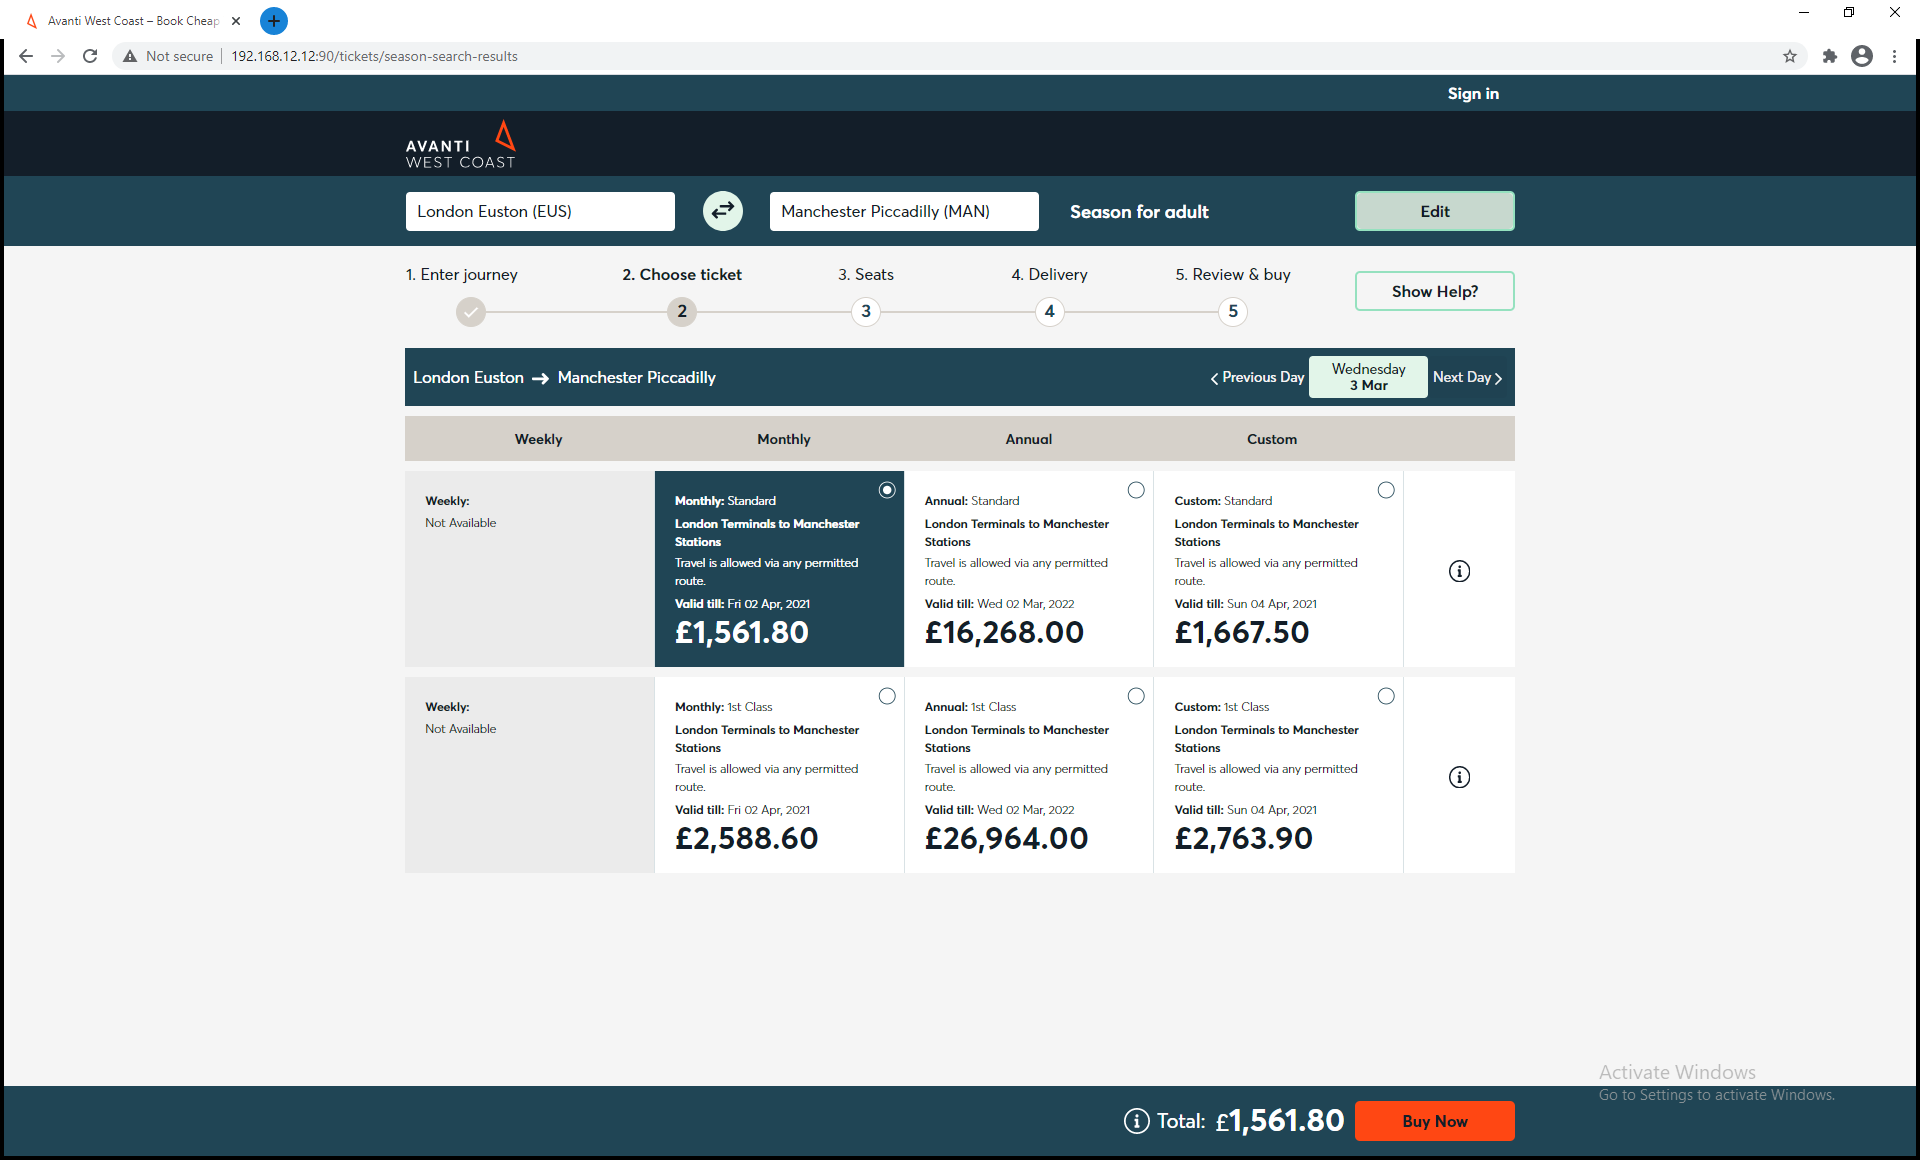 Avanti West Coast – Book Cheap
Not secure
192.168.12.12:90/tickets/season-search-results
Sign in
AVANTI
WEST COAST
London Euston (EUS)
Manchester Piccadilly (MAN)
Season for adult
Edit
1. Enter journey
2. Choose ticket
3. Seats
4. Delivery
5. Review & buy
2
3
4
5
Show Help?
London Euston → Manchester Piccadilly
Previous Day
Wednesday
3 Mar
Next Day
Weekly
Monthly
Annual
Custom
Weekly:
Not Available
Monthly: Standard
London Terminals to Manchester
Stations
Travel is allowed via any permitted
route.
Valid till: Fri 02 Apr, 2021
£1,561.80
Annual: Standard
London Terminals to Manchester
Stations
Travel is allowed via any permitted
route.
Valid till: Wed 02 Mar, 2022
£16,268.00
Custom: Standard
London Terminals to Manchester
Stations
Travel is allowed via any permitted
route.
Valid till: Sun 04 Apr, 2021
£1,667.50
Weekly:
Not Available
Monthly: 1st Class
London Terminals to Manchester
Stations
Travel is allowed via any permitted
route.
Valid till: Fri 02 Apr, 2021
£2,588.60
Annual: 1st Class
London Terminals to Manchester
Stations
Travel is allowed via any permitted
route.
Valid till: Wed 02 Mar, 2022
£26,964.00
Custom: 1st Class
London Terminals to Manchester
Stations
Travel is allowed via any permitted
route.
Valid till: Sun 04 Apr, 2021
£2,763.90
Activate Windows
Go to Settings to activate Windows.
Total: £1,561.80
Buy Now